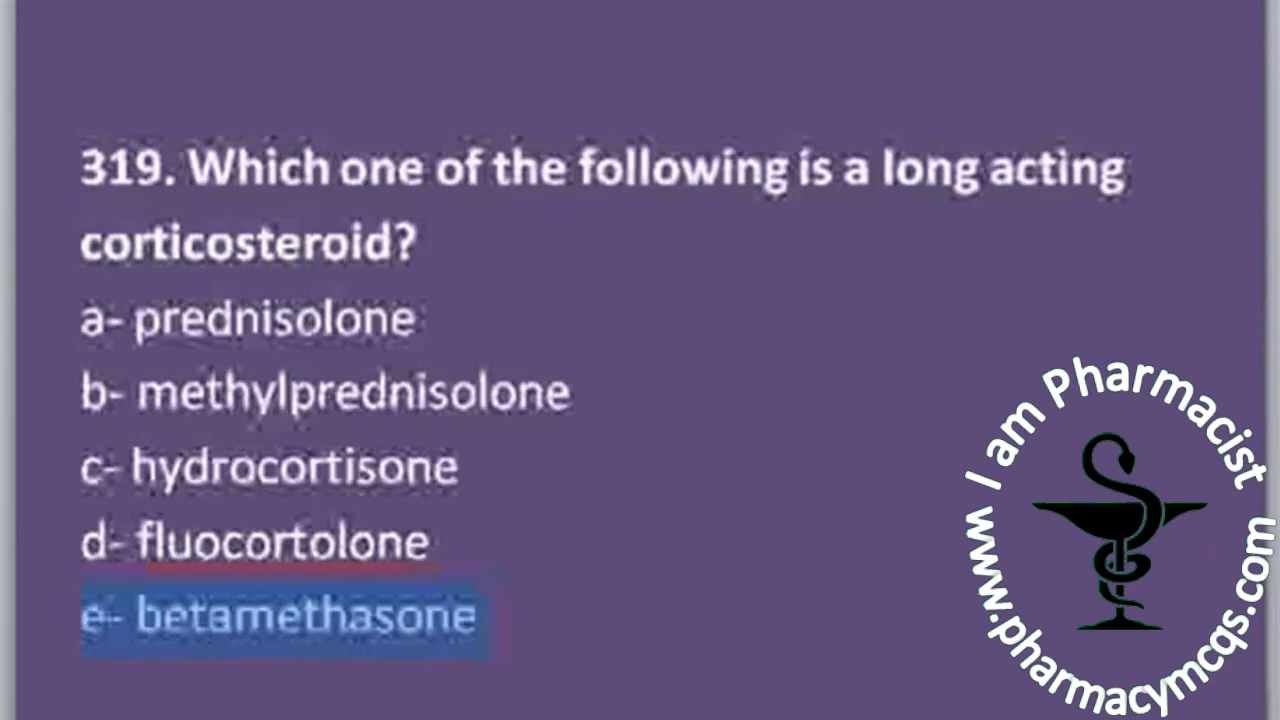 319. Which one of the following is a long acting
corticosteroid?
a- prednisolone
b- methylprednisolone
c- hydrocortisone
d- fluocortolone
e- betamethasone
I am Pharmacist
www.pharmacymcqs.com